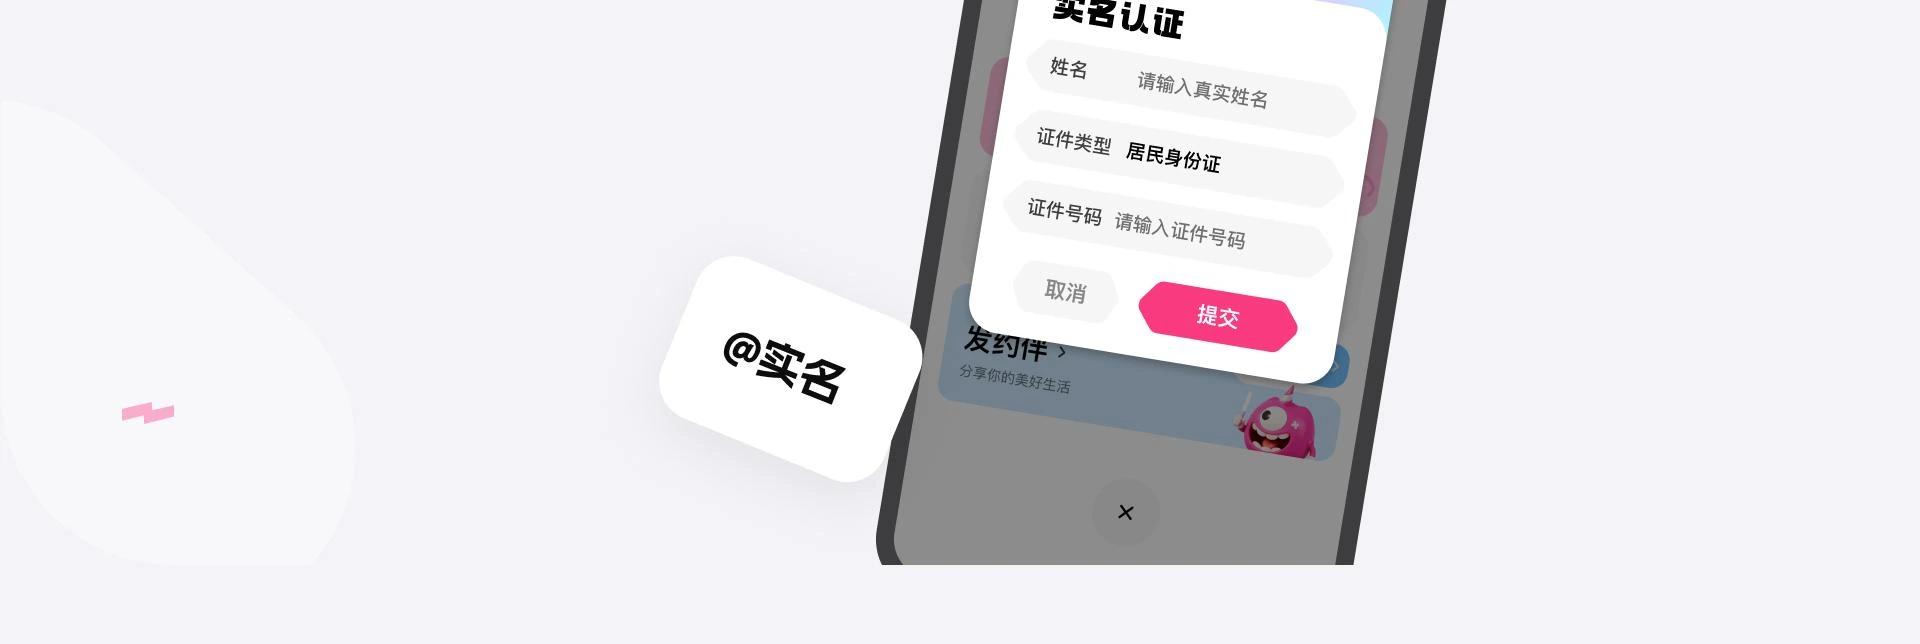 实名认证
姓名 请输入真实姓名
证件类型 居民身份证
证件号码 请输入证件号码
取消 提交
@实名
发约伴 >
分享你的美好生活
×